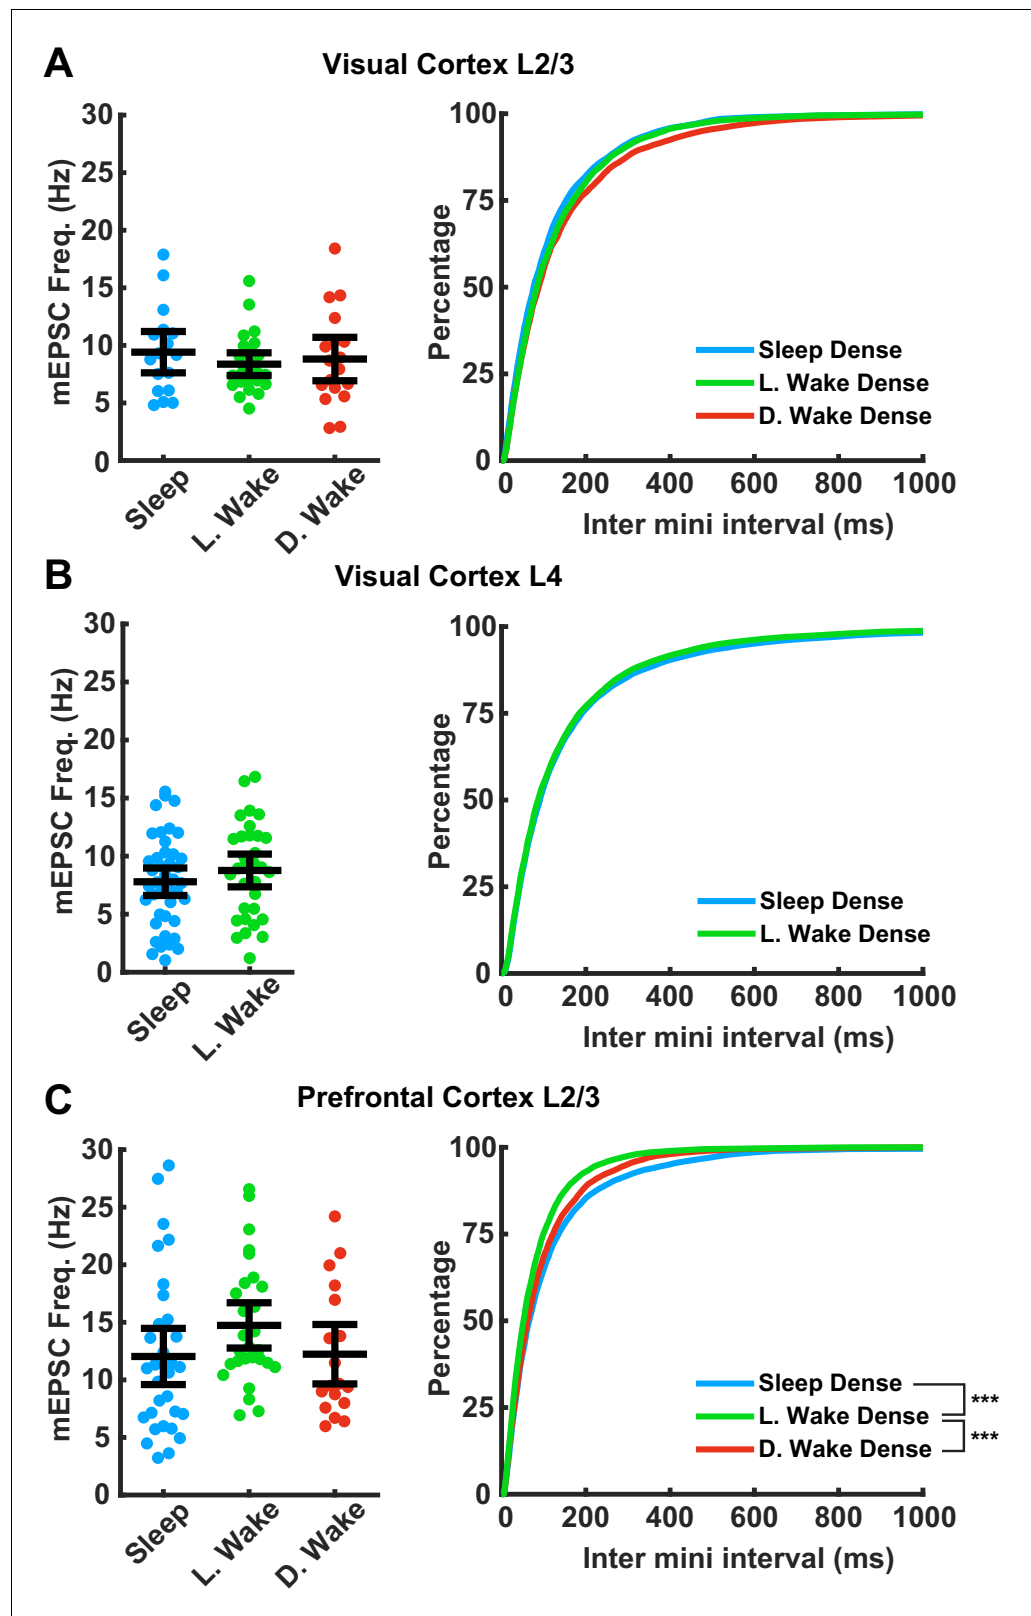 A
Visual Cortex L2/3
mEPSC Freq. (Hz)
30
25
20
15
10
5
0
Sleep
L. Wake
D. Wake
Percentage
100
75
50
25
0
0 200 400 600 800 1000
Inter mini interval (ms)
Sleep Dense
L. Wake Dense
D. Wake Dense
B
Visual Cortex L4
mEPSC Freq. (Hz)
30
25
20
15
10
5
0
Sleep
L. Wake
Percentage
100
75
50
25
0
0 200 400 600 800 1000
Inter mini interval (ms)
Sleep Dense
L. Wake Dense
C
Prefrontal Cortex L2/3
mEPSC Freq. (Hz)
30
25
20
15
10
5
0
Sleep
L. Wake
D. Wake
Percentage
100
75
50
25
0
0 200 400 600 800 1000
Inter mini interval (ms)
Sleep Dense
L. Wake Dense
D. Wake Dense
***
***